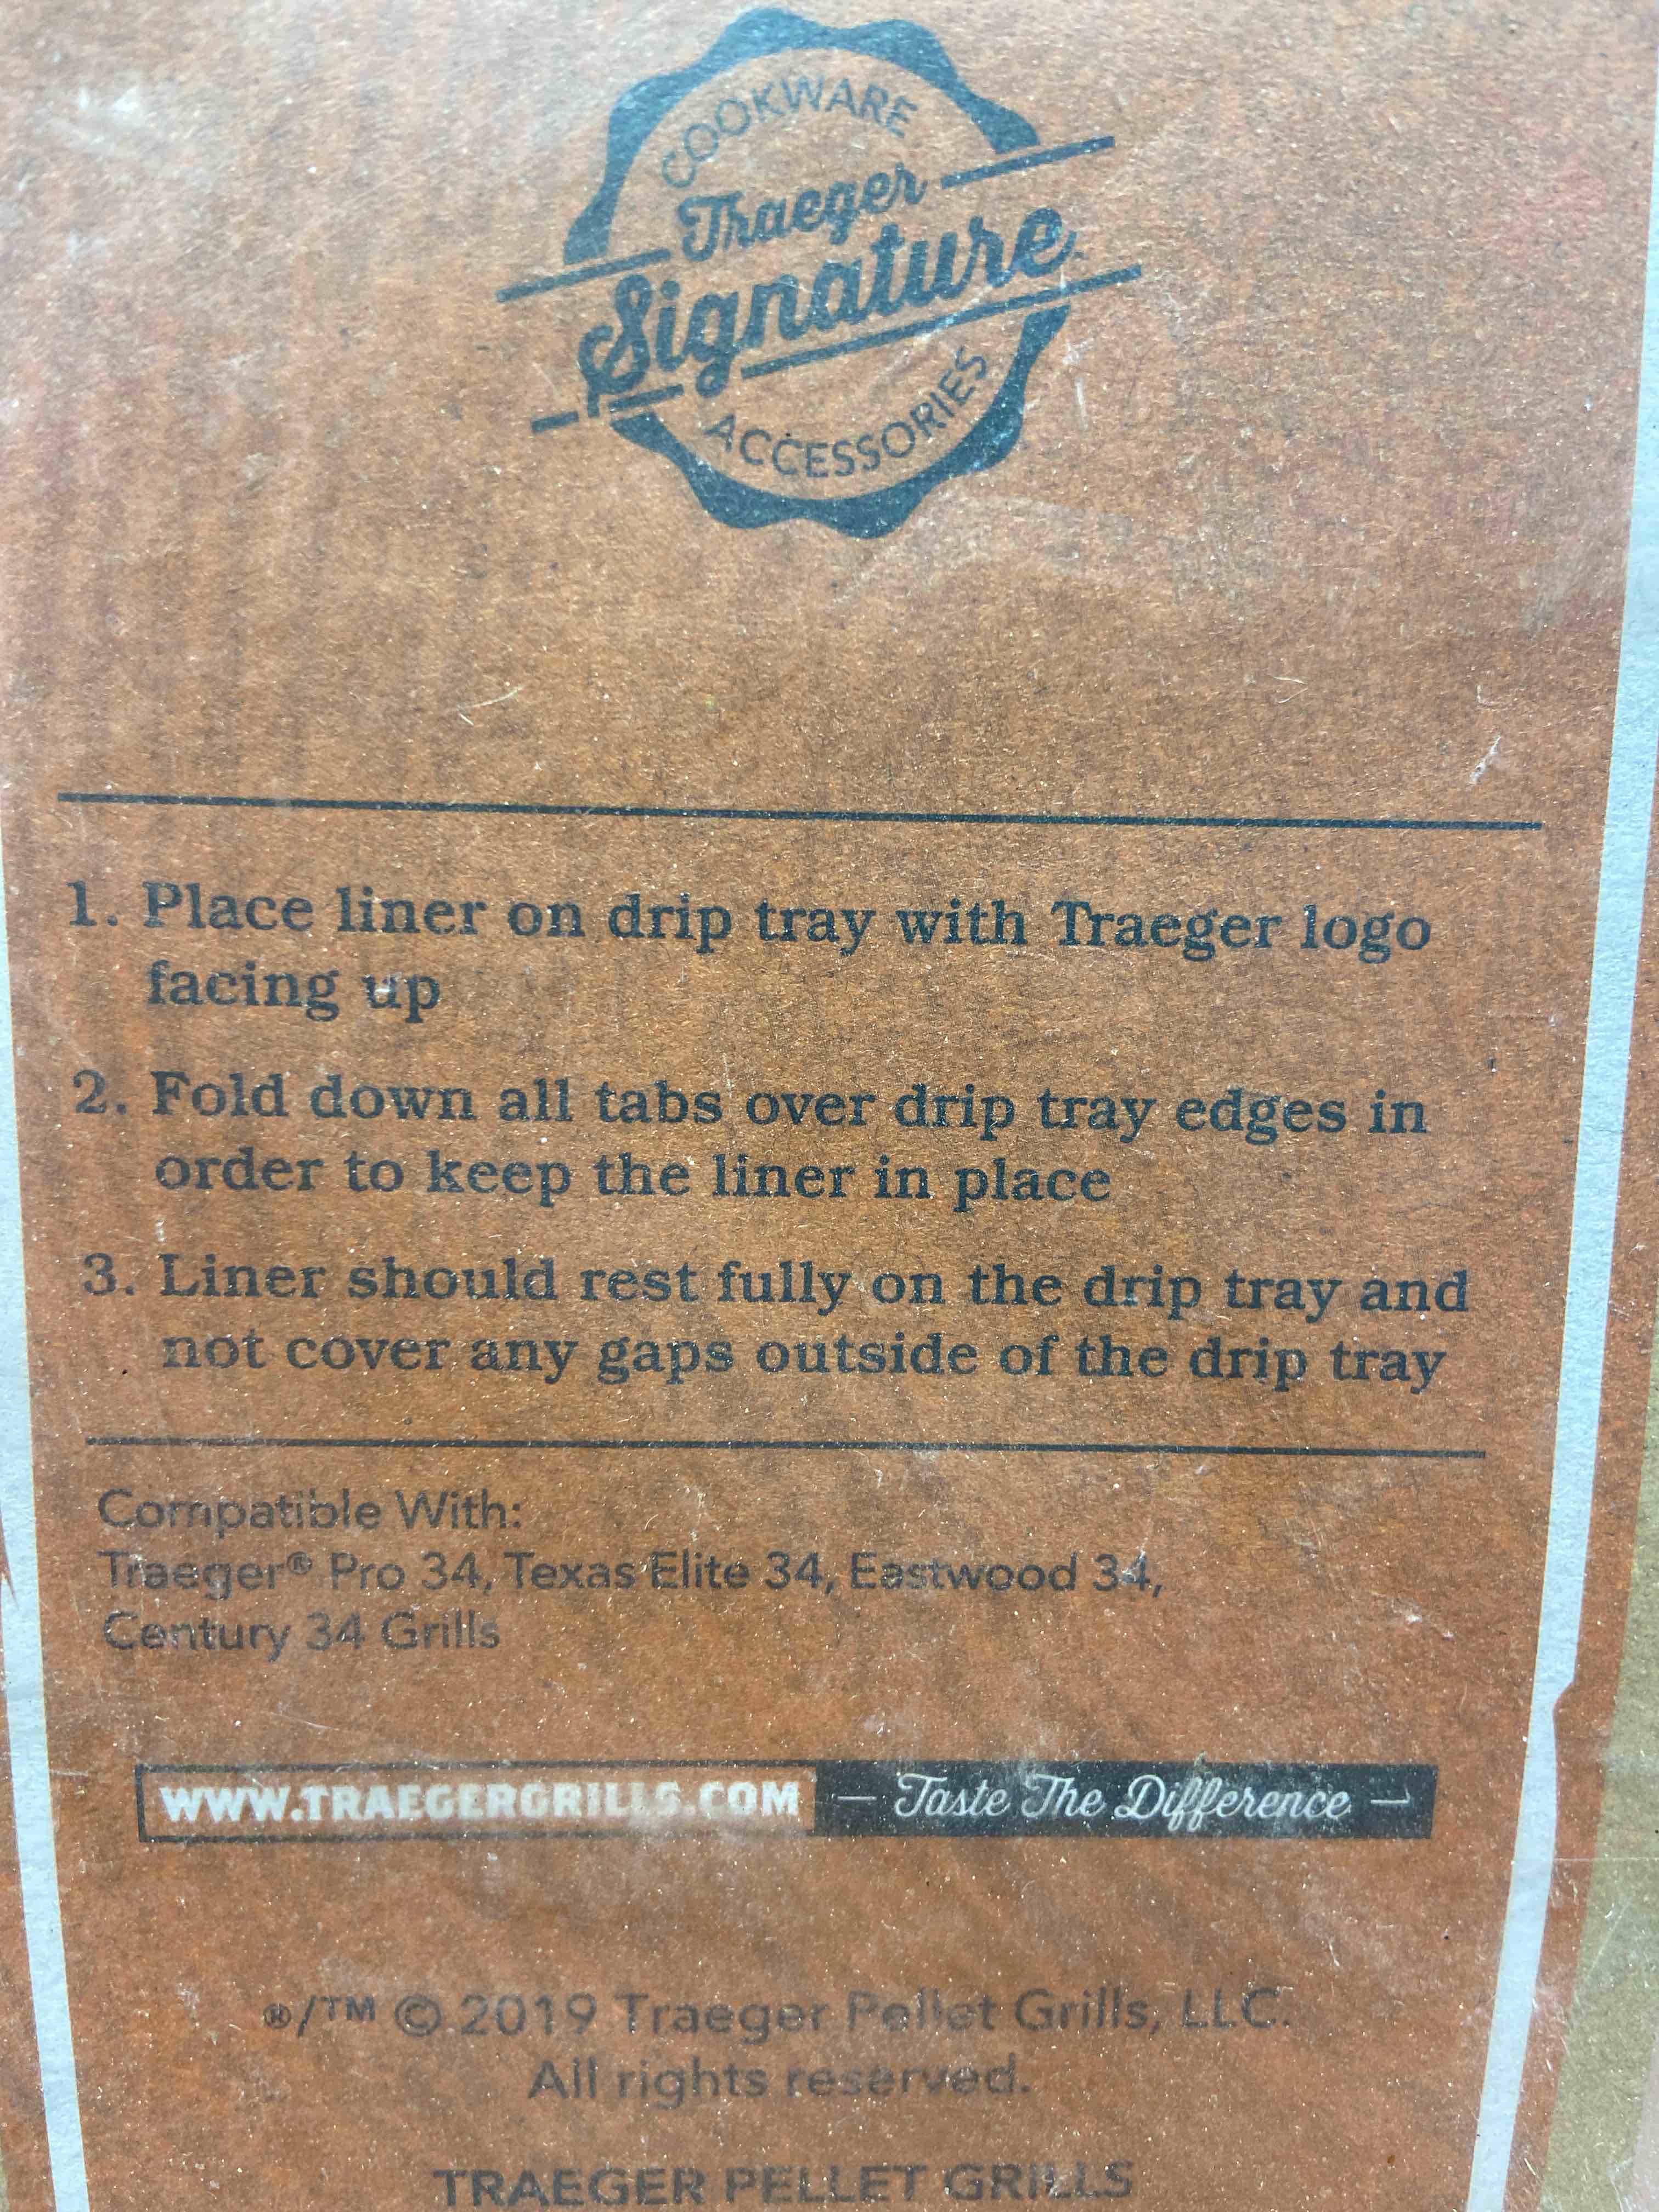 COOKWARE
Traeger
Signature
ACCESSORIES
1. Place liner on drip tray with Traeger logo
facing up
2. Fold down all tabs over drip tray edges in
order to keep the liner in place
3. Liner should rest fully on the drip tray and
not cover any gaps outside of the drip tray
Compatible With:
Traeger® Pro 34, Texas Elite 34, Eastwood 34,
Century 34 Grills
WWW.TRAEGERGRILLS.COM — Taste The Difference —
®/™ © 2019 Traeger Pellet Grills, LLC.
All rights reserved.
TRAEGER PELLET GRILLS